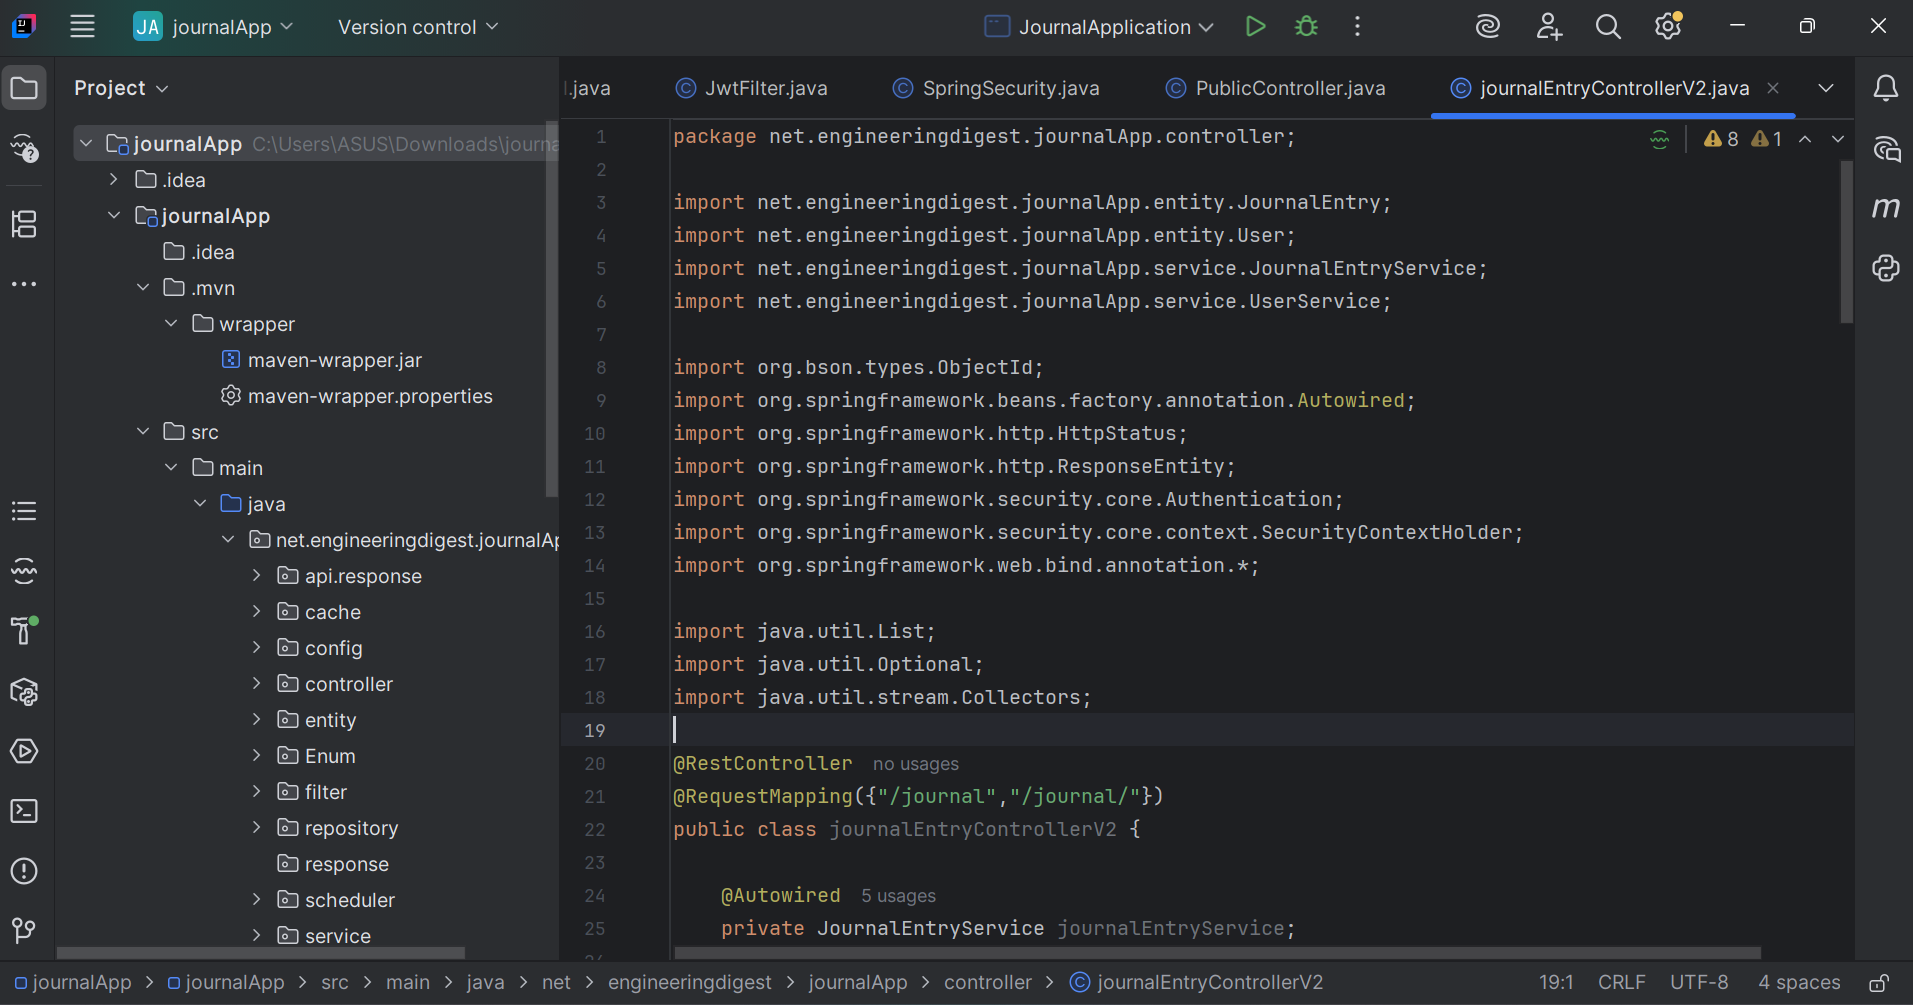 JA journalApp Version control JournalApplication
Project
.java JwtFilter.java SpringSecurity.java PublicController.java journalEntryControllerV2.java
journalApp C:\Users\ASUS\Downloads\journa
.idea
journalApp
.idea
.mvn
wrapper
maven-wrapper.jar
maven-wrapper.properties
src
main
java
net.engineeringdigest.journalAp
api.response
cache
config
controller
entity
Enum
filter
repository
response
scheduler
service
8 1
1 package net.engineeringdigest.journalApp.controller;
2
3 import net.engineeringdigest.journalApp.entity.JournalEntry;
4 import net.engineeringdigest.journalApp.entity.User;
5 import net.engineeringdigest.journalApp.service.JournalEntryService;
6 import net.engineeringdigest.journalApp.service.UserService;
7
8 import org.bson.types.ObjectId;
9 import org.springframework.beans.factory.annotation.Autowired;
10 import org.springframework.http.HttpStatus;
11 import org.springframework.http.ResponseEntity;
12 import org.springframework.security.core.Authentication;
13 import org.springframework.security.core.context.SecurityContextHolder;
14 import org.springframework.web.bind.annotation.*;
15
16 import java.util.List;
17 import java.util.Optional;
18 import java.util.stream.Collectors;
19
20 @RestController no usages
21 @RequestMapping({"/journal","/journal/"})
22 public class journalEntryControllerV2 {
23
24 @Autowired 5 usages
25 private JournalEntryService journalEntryService;
journalApp > journalApp > src > main > java > net > engineeringdigest > journalApp > controller > journalEntryControllerV2 19:1 CRLF UTF-8 4 spaces